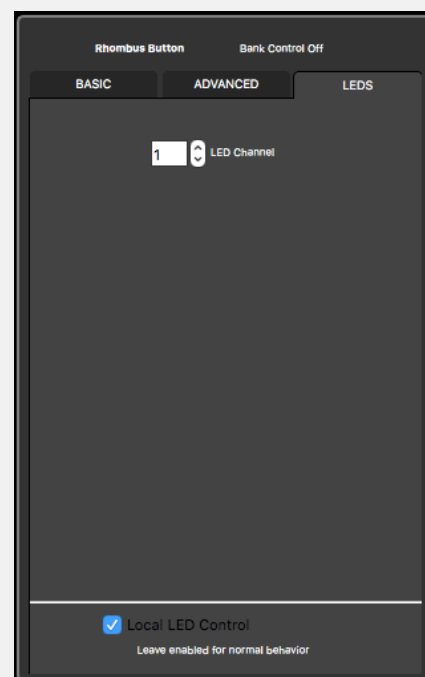 Rhombus Button Bank Control Off
BASIC ADVANCED LEDS
1 LED Channel
Local LED Control
Leave enabled for normal behavior